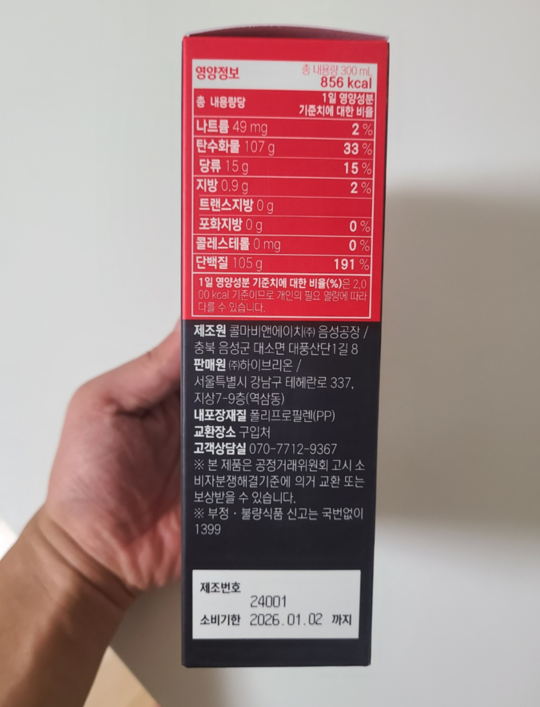 영양정보 총 내용량 300 mL
856 kcal
총 내용량당 1일 영양성분
기준치에 대한 비율
나트륨 49 mg 2 %
탄수화물 107 g 33 %
당류 15 g 15 %
지방 0.9 g 2 %
트랜스지방 0 g
포화지방 0 g 0 %
콜레스테롤 0 mg 0 %
단백질 105 g 191 %
1일 영양성분 기준치에 대한 비율(%)은 2,0
00 kcal 기준이므로 개인의 필요 열량에 따라
다를 수 있습니다.
제조원 콜마비앤에이치㈜ 음성공장 /
충북 음성군 대소면 대풍산단1길 8
판매원 ㈜하이브리온 /
서울특별시 강남구 테헤란로 337,
지상7-9층(역삼동)
내포장재질 폴리프로필렌(PP)
교환장소 구입처
고객상담실 070-7712-9367
※ 본 제품은 공정거래위원회 고시 소
비자분쟁해결기준에 의거 교환 또는
보상받을 수 있습니다.
※ 부정 · 불량식품 신고는 국번없이
1399
제조번호
24001
소비기한 2026.01.02 까지